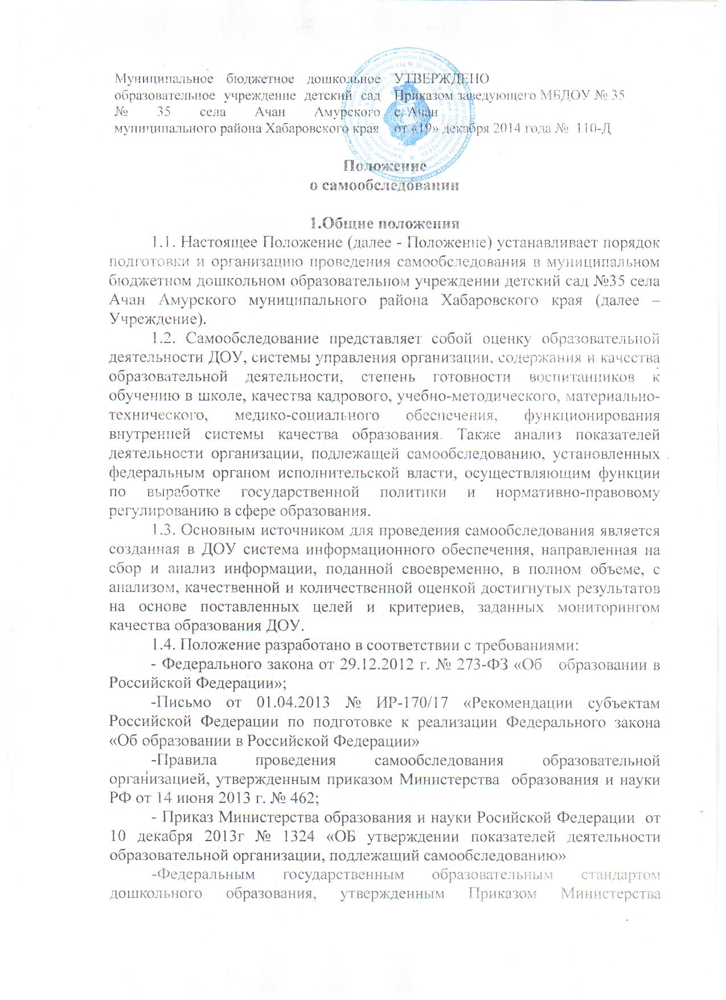 Муниципальное бюджетное дошкольное
образовательное учреждение детский сад
№ 35 села Ачан Амурского
муниципального района Хабаровского края
УТВЕРЖДЕНО
Приказом заведующего МБДОУ № 35
с. Ачан
от «19» декабря 2014 года № 110-Д
Положение
о самообследовании
1.Общие положения
1.1. Настоящее Положение (далее - Положение) устанавливает порядок
подготовки и организацию проведения самообследования в муниципальном
бюджетном дошкольном образовательном учреждении детский сад №35 села
Ачан Амурского муниципального района Хабаровского края (далее –
Учреждение).
1.2. Самообследование представляет собой оценку образовательной
деятельности ДОУ, системы управления организации, содержания и качества
образовательной деятельности, степень готовности воспитанников к
обучению в школе, качества кадрового, учебно-методического, материально-
технического, медико-социального обеспечения, функционирования
внутренней системы качества образования. Также анализ показателей
деятельности организации, подлежащей самообследованию, установленных
федеральным органом исполнительской власти, осуществляющим функции
по выработке государственной политики и нормативно-правовому
регулированию в сфере образования.
1.3. Основным источником для проведения самообследования является
созданная в ДОУ система информационного обеспечения, направленная на
сбор и анализ информации, поданной своевременно, в полном объеме, с
анализом, качественной и количественной оценкой достигнутых результатов
на основе поставленных целей и критериев, заданных мониторингом
качества образования ДОУ.
1.4. Положение разработано в соответствии с требованиями:
- Федерального закона от 29.12.2012 г. № 273-ФЗ «Об образовании в
Российской Федерации»;
-Письмо от 01.04.2013 № ИР-170/17 «Рекомендации субъектам
Российской Федерации по подготовке к реализации Федерального закона
«Об образовании в Российской Федерации»
-Правила проведения самообследования образовательной
организацией, утвержденным приказом Министерства образования и науки
РФ от 14 июня 2013 г. № 462;
- Приказ Министерства образования и науки Росийской Федерации от
10 декабря 2013г № 1324 «ОБ утверждении показателей деятельности
образовательной организации, подлежащий самообследованию»
-Федеральным государственным образовательным стандартом
дошкольного образования, утвержденным Приказом Министерства